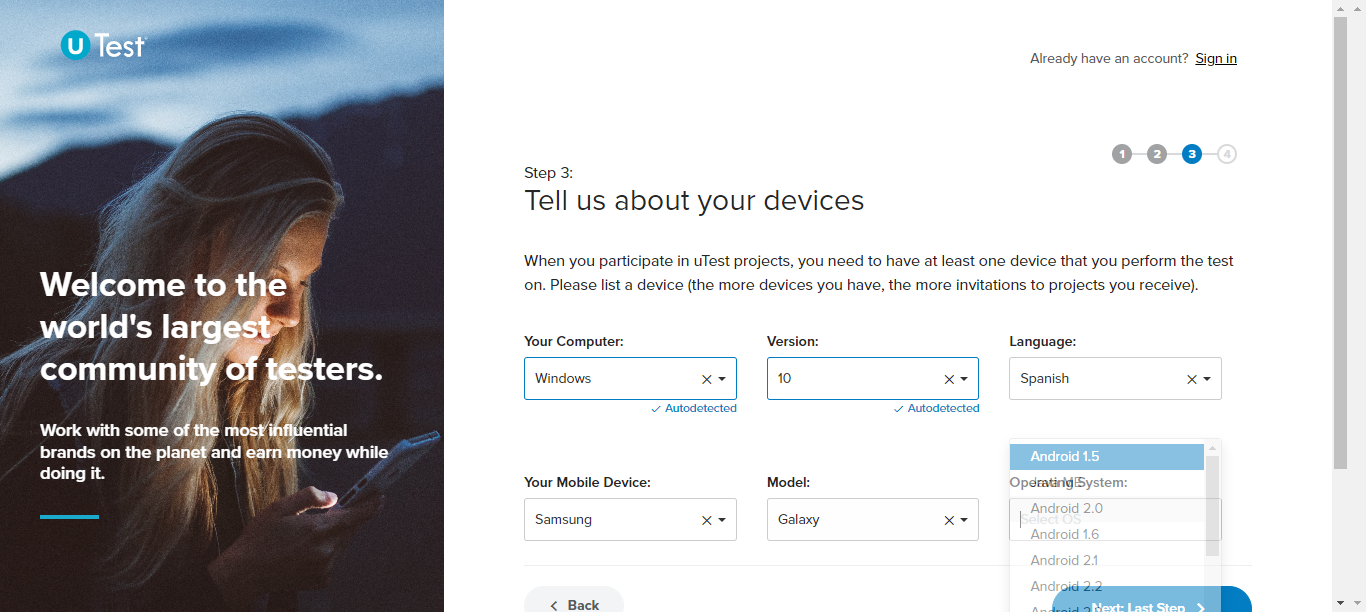 U Test
Already have an account? Sign in
1 2 3 4
Step 3:
Tell us about your devices
When you participate in uTest projects, you need to have at least one device that you perform the test
on. Please list a device (the more devices you have, the more invitations to projects you receive).
Welcome to the
world's largest
community of testers.
Work with some of the most influential
brands on the planet and earn money while
doing it.
Your Computer: Version: Language:
Windows 10 Spanish
Autodetected Autodetected
Android 1.5
Your Mobile Device: Model: Operating System:
Samsung Galaxy Select OS
Android 2.0
Android 1.6
Android 2.1
Android 2.2
Back Next: Last Step